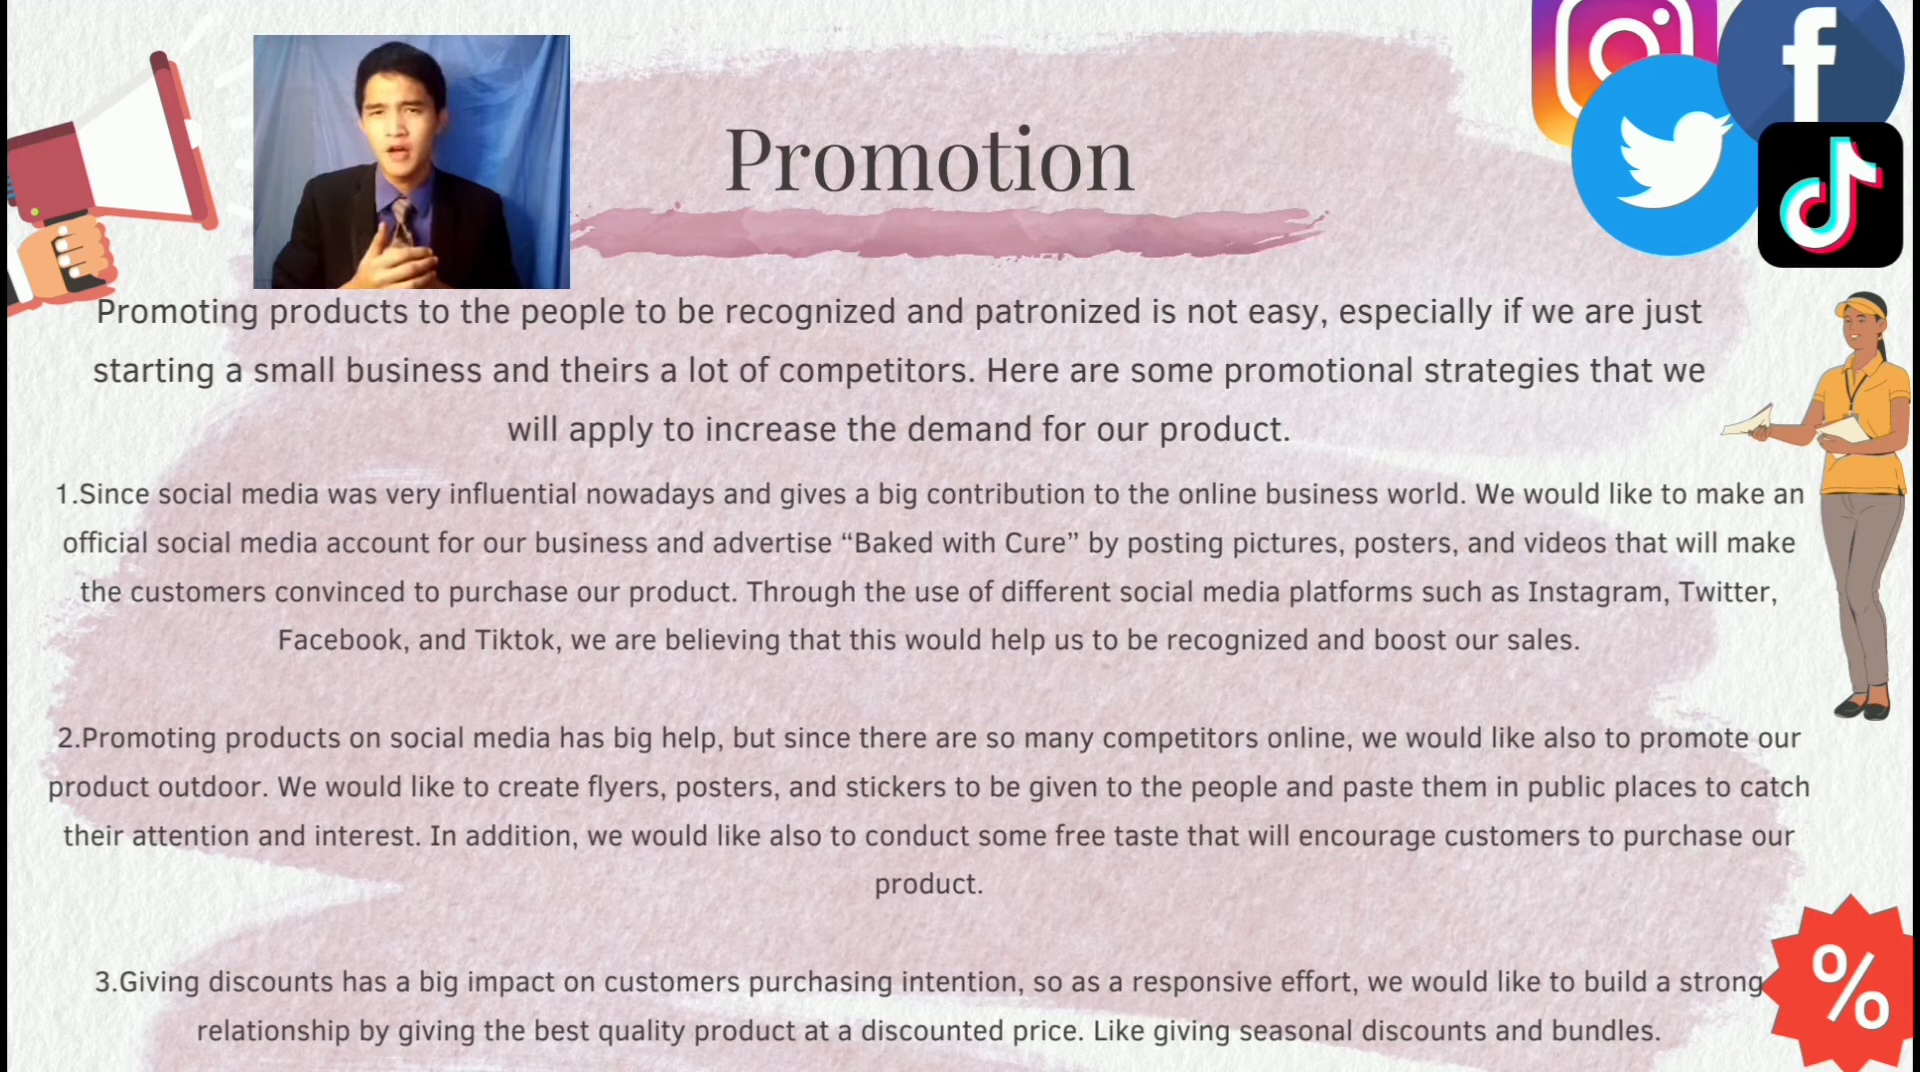 Promotion
Promoting products to the people to be recognized and patronized is not easy, especially if we are just
starting a small business and theirs a lot of competitors. Here are some promotional strategies that we
will apply to increase the demand for our product.
1.Since social media was very influential nowadays and gives a big contribution to the online business world. We would like to make an
official social media account for our business and advertise “Baked with Cure” by posting pictures, posters, and videos that will make
the customers convinced to purchase our product. Through the use of different social media platforms such as Instagram, Twitter,
Facebook, and Tiktok, we are believing that this would help us to be recognized and boost our sales.
2.Promoting products on social media has big help, but since there are so many competitors online, we would like also to promote our
product outdoor. We would like to create flyers, posters, and stickers to be given to the people and paste them in public places to catch
their attention and interest. In addition, we would like also to conduct some free taste that will encourage customers to purchase our
product.
3.Giving discounts has a big impact on customers purchasing intention, so as a responsive effort, we would like to build a strong
relationship by giving the best quality product at a discounted price. Like giving seasonal discounts and bundles.
%